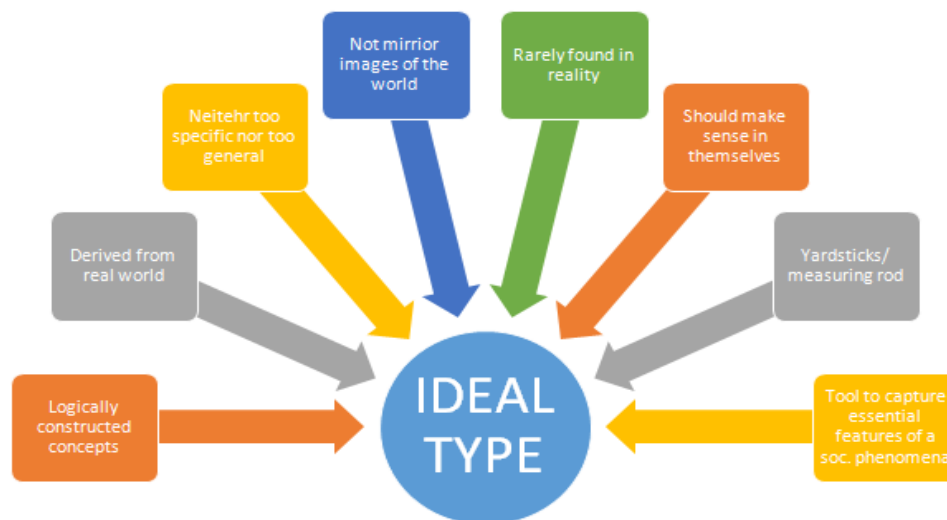 Not mirrior
images of the
world
Rarely found in
reality
Neitehr too
specific nor too
general
Should make
sense in
themselves
Derived from
real world
Yardsticks/
measuring rod
Logically
constructed
concepts
IDEAL
TYPE
Tool to capture
essential
features of a
soc. phenomena